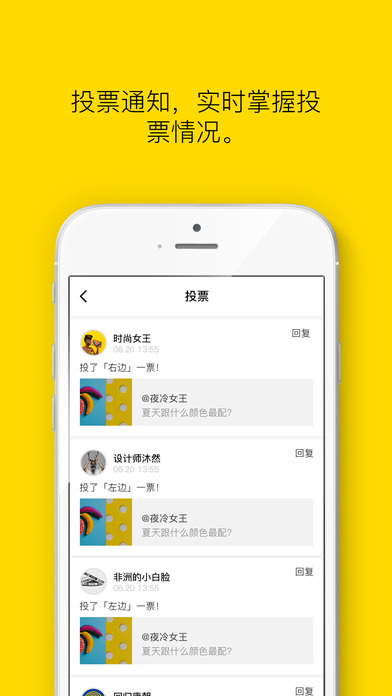 投票通知，实时掌握投
票情况。
投票
时尚女王
回复
06.20 13:55
投了「右边」一票！
@夜冷女王
夏天跟什么颜色最配？
设计师沐然
回复
06.20 13:55
投了「左边」一票！
@夜冷女王
夏天跟什么颜色最配？
非洲的小白脸
回复
06.20 13:55
投了「左边」一票！
@夜冷女王
夏天跟什么颜色最配？
回归唐朝